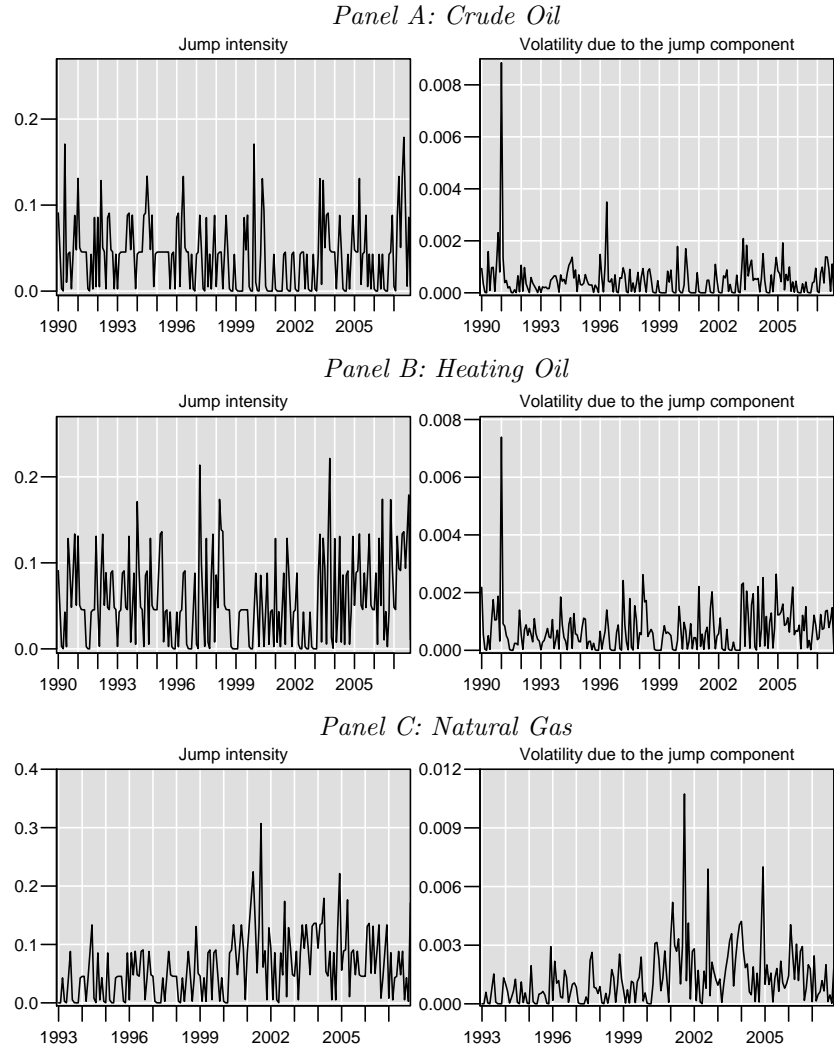 Panel A: Crude Oil
Jump intensity
0.2
0.1
0.0
1990 1993 1996 1999 2002 2005
Volatility due to the jump component
0.008
0.006
0.004
0.002
0.000
1990 1993 1996 1999 2002 2005
Panel B: Heating Oil
Jump intensity
0.2
0.1
0.0
1990 1993 1996 1999 2002 2005
Volatility due to the jump component
0.008
0.006
0.004
0.002
0.000
1990 1993 1996 1999 2002 2005
Panel C: Natural Gas
Jump intensity
0.4
0.3
0.2
0.1
0.0
1993 1996 1999 2002 2005
Volatility due to the jump component
0.012
0.009
0.006
0.003
0.000
1993 1996 1999 2002 2005